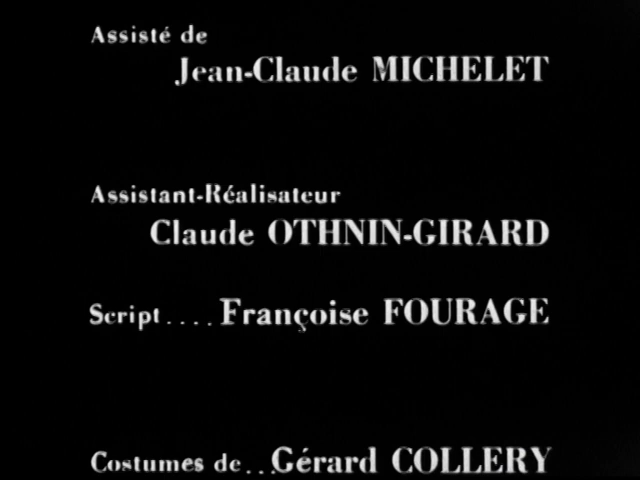 Assisté de
Jean-Claude MICHELET
Assistant-Réalisateur
Claude OTHNIN-GIRARD
Script....Françoise FOURAGE
Costumes de...Gérard COLLERY